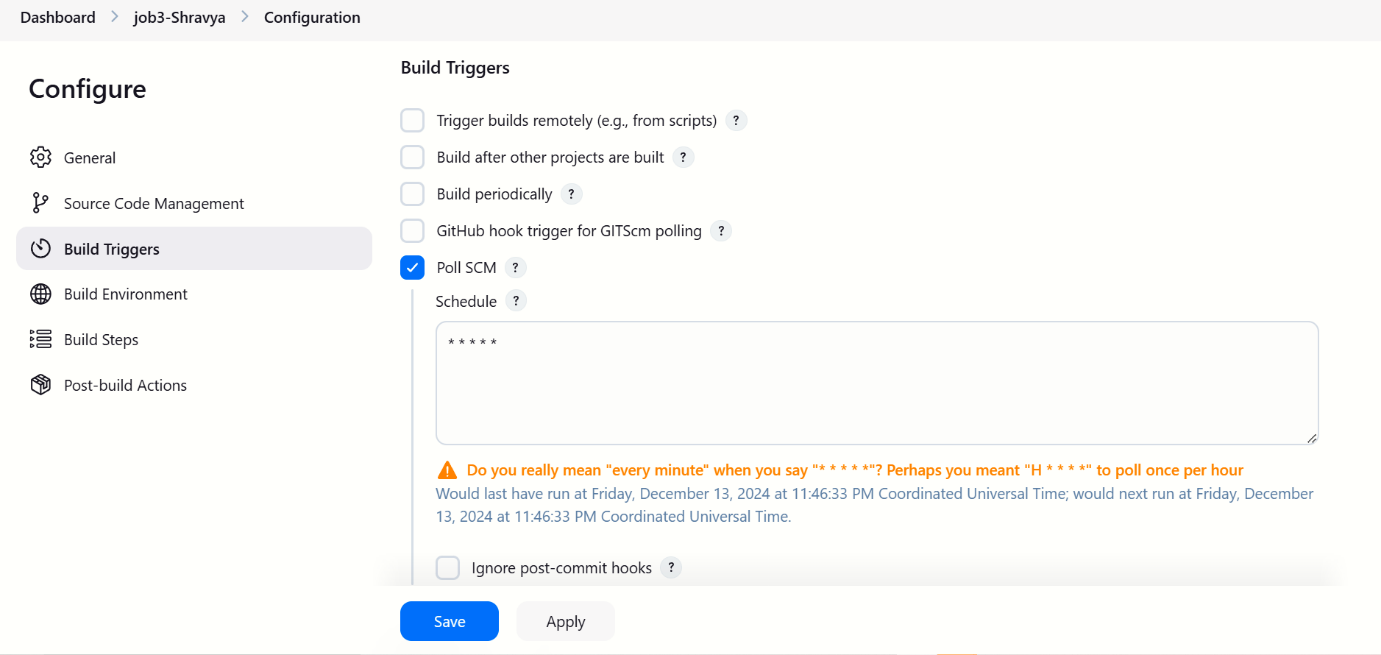 Dashboard > job3-Shravya > Configuration
Configure
General
Source Code Management
Build Triggers
Build Environment
Build Steps
Post-build Actions
Build Triggers
Trigger builds remotely (e.g., from scripts) ?
Build after other projects are built ?
Build periodically ?
GitHub hook trigger for GITScm polling ?
Poll SCM ?
Schedule ?
* * * * *
Do you really mean "every minute" when you say "* * * * *"? Perhaps you meant "H * * * *" to poll once per hour
Would last have run at Friday, December 13, 2024 at 11:46:33 PM Coordinated Universal Time; would next run at Friday, December
13, 2024 at 11:46:33 PM Coordinated Universal Time.
Ignore post-commit hooks ?
Save Apply